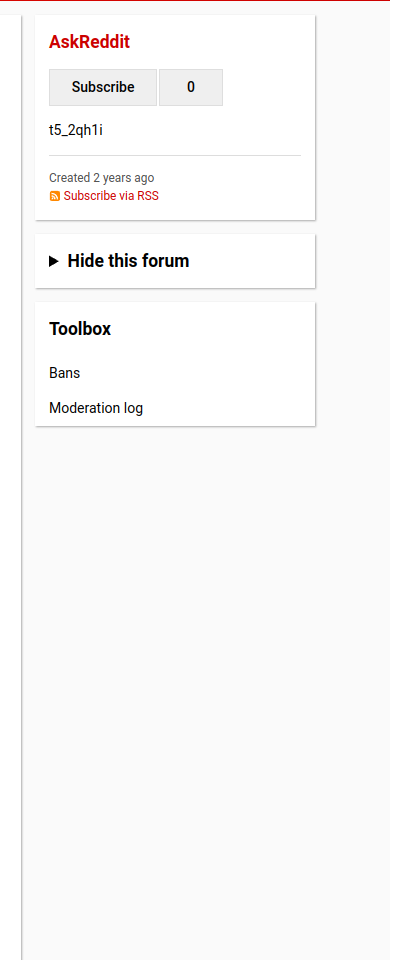 AskReddit
Subscribe 0
t5_2qh1i
Created 2 years ago
Subscribe via RSS
Hide this forum
Toolbox
Bans
Moderation log